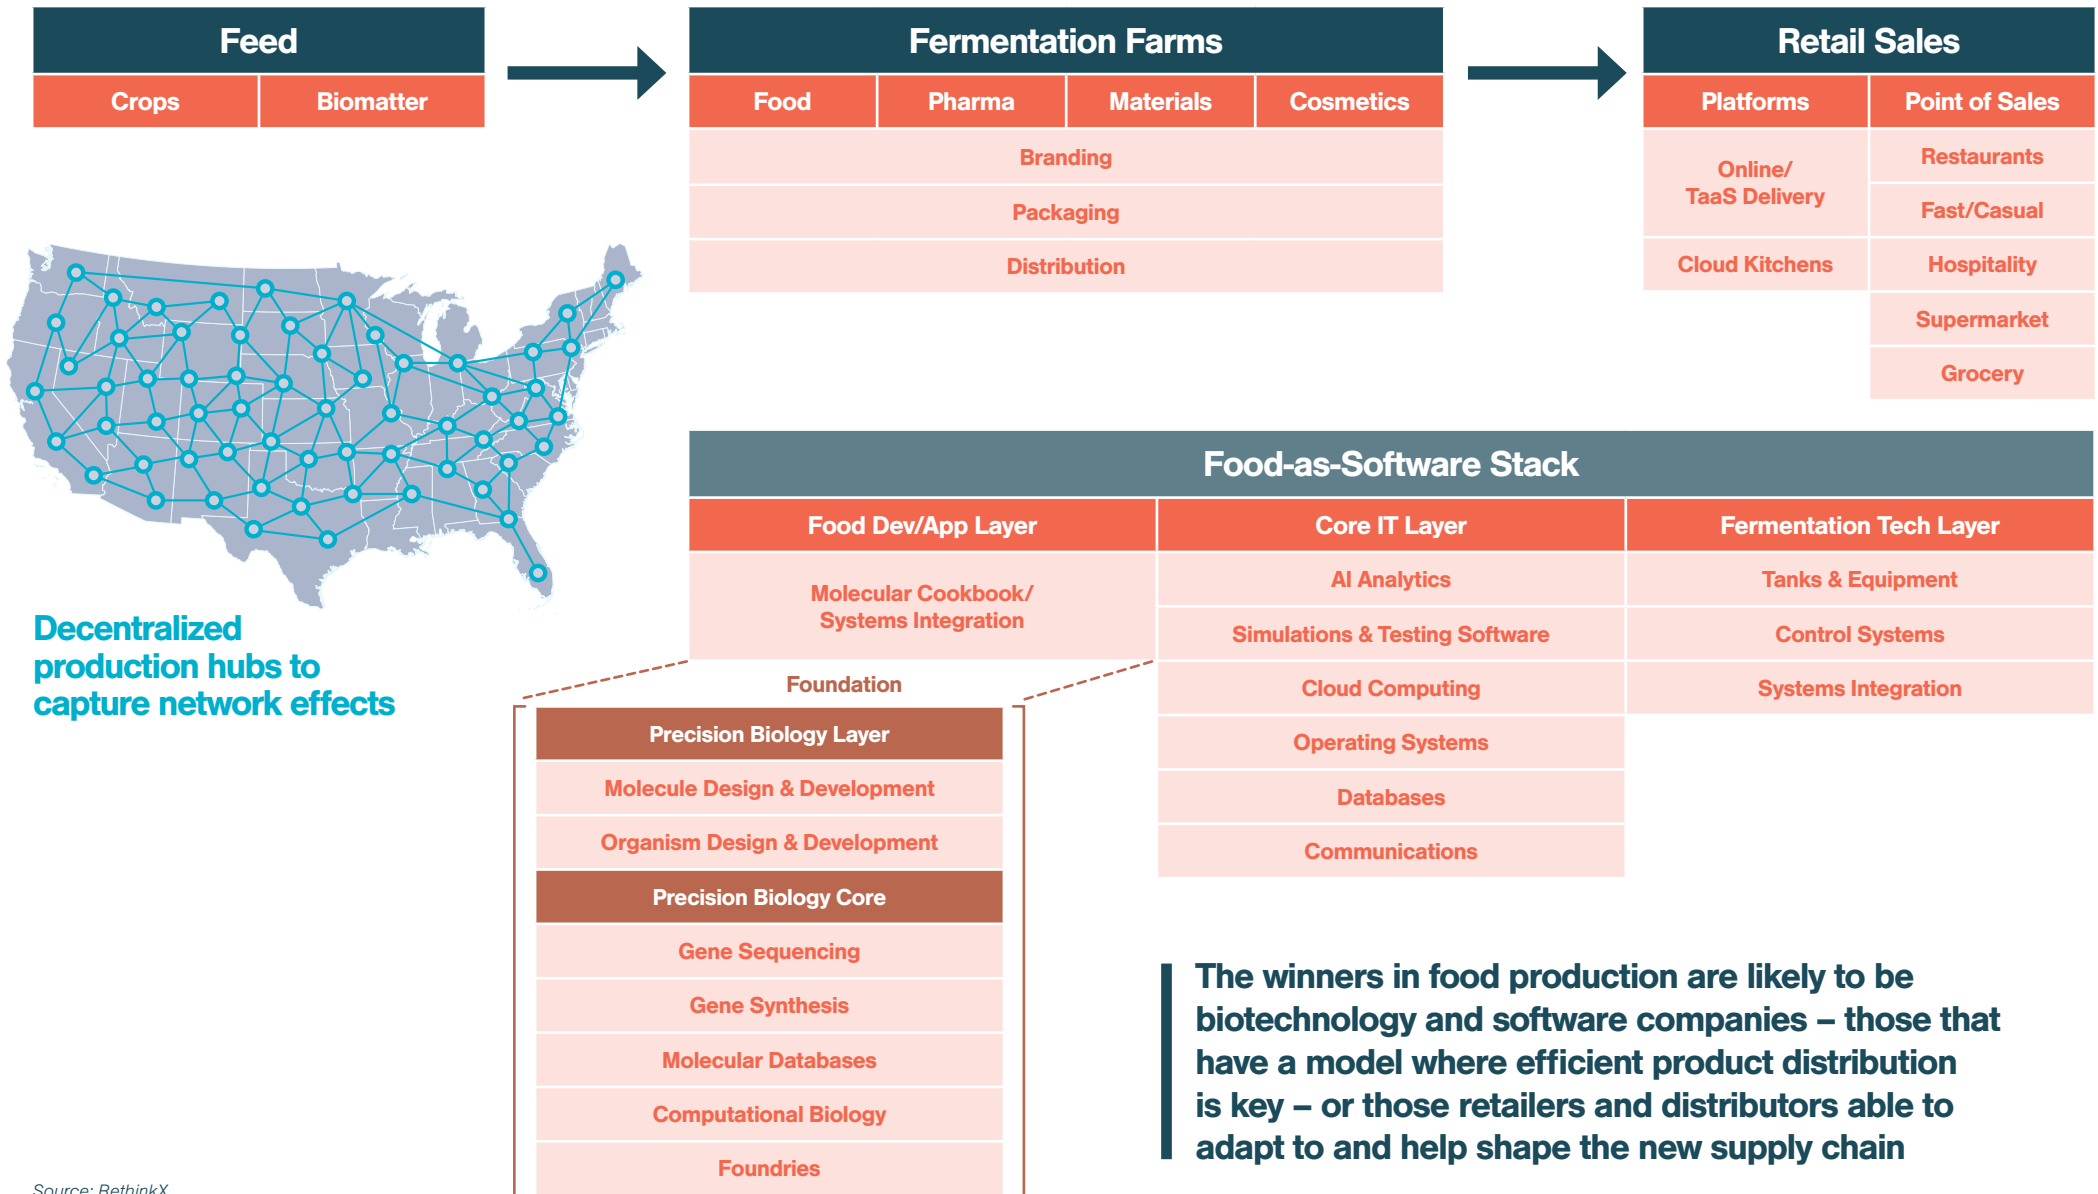 Feed
Crops
Biomatter
Fermentation Farms
Food
Pharma
Materials
Cosmetics
Branding
Packaging
Distribution
Retail Sales
Platforms
Point of Sales
Online/
TaaS Delivery
Cloud Kitchens
Restaurants
Fast/Casual
Hospitality
Supermarket
Grocery
Decentralized
production hubs to
capture network effects
Food-as-Software Stack
Food Dev/App Layer
Core IT Layer
Fermentation Tech Layer
Molecular Cookbook/
Systems Integration
AI Analytics
Simulations & Testing Software
Cloud Computing
Operating Systems
Databases
Communications
Tanks & Equipment
Control Systems
Systems Integration
Foundation
Precision Biology Layer
Molecule Design & Development
Organism Design & Development
Precision Biology Core
Gene Sequencing
Gene Synthesis
Molecular Databases
Computational Biology
Foundries
The winners in food production are likely to be
biotechnology and software companies – those that
have a model where efficient product distribution
is key – or those retailers and distributors able to
adapt to and help shape the new supply chain
Source: RethinkX